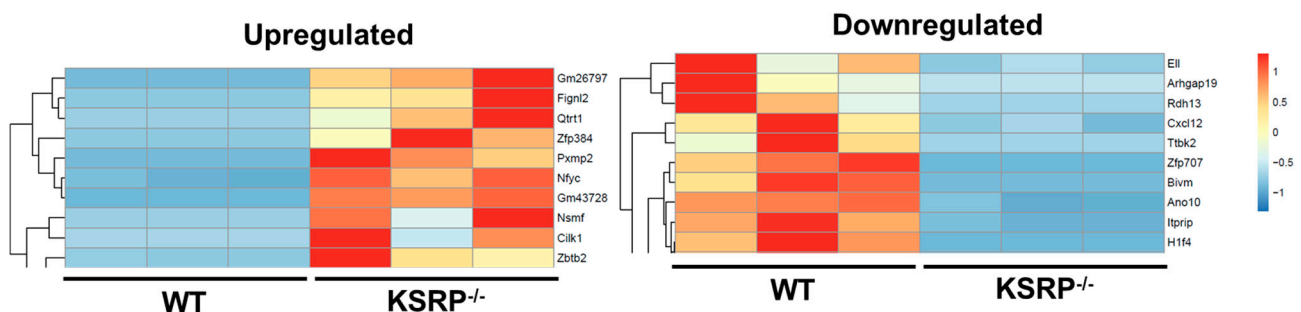 Upregulated
Gm26797
Fignl2
Qtrt1
Zfp384
Pxmp2
Nfyc
Gm43728
Nsmf
Cilk1
Zbtb2
WT
KSRP-/-
Downregulated
Ell
Arhgap19
Rdh13
Cxcl12
Ttbk2
Zfp707
Bivm
Ano10
Itprip
H1f4
WT
KSRP-/-
1
0.5
0
−0.5
−1